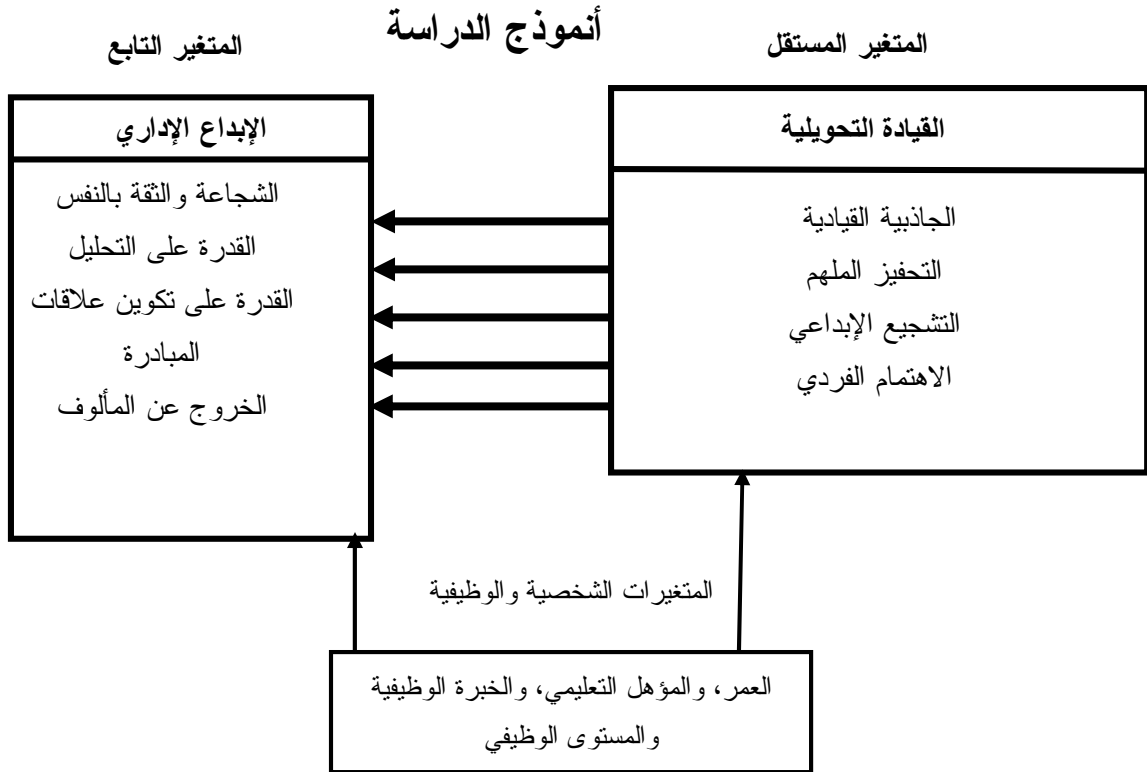 أنموذج الدراسة
المتغير المستقل
المتغير التابع
القيادة التحويلية
الجاذبية القيادية
التحفيز الملهم
التشجيع الإبداعي
الاهتمام الفردي
الإبداع الإداري
الشجاعة والثقة بالنفس
القدرة على التحليل
القدرة على تكوين علاقات
المبادرة
الخروج عن المألوف
المتغيرات الشخصية والوظيفية
العمر، والمؤهل التعليمي، والخبرة الوظيفية
والمستوى الوظيفي